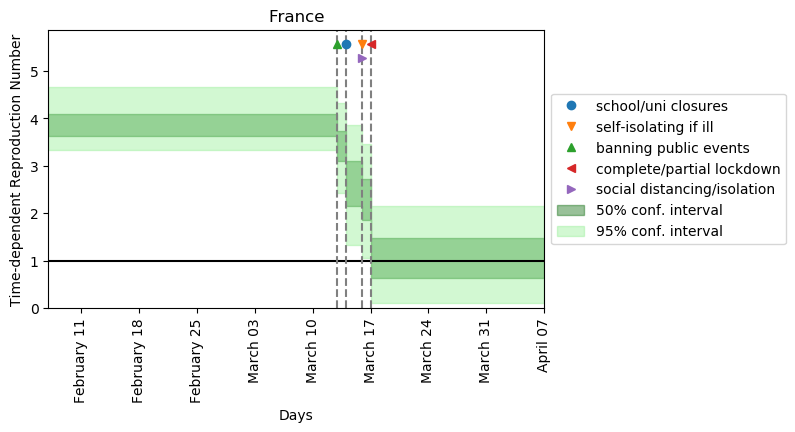 France
Time-dependent Reproduction Number
5
4
3
2
1
0
February 11
February 18
February 25
March 03
March 10
March 17
March 24
March 31
April 07
Days
school/uni closures
self-isolating if ill
banning public events
complete/partial lockdown
social distancing/isolation
50% conf. interval
95% conf. interval